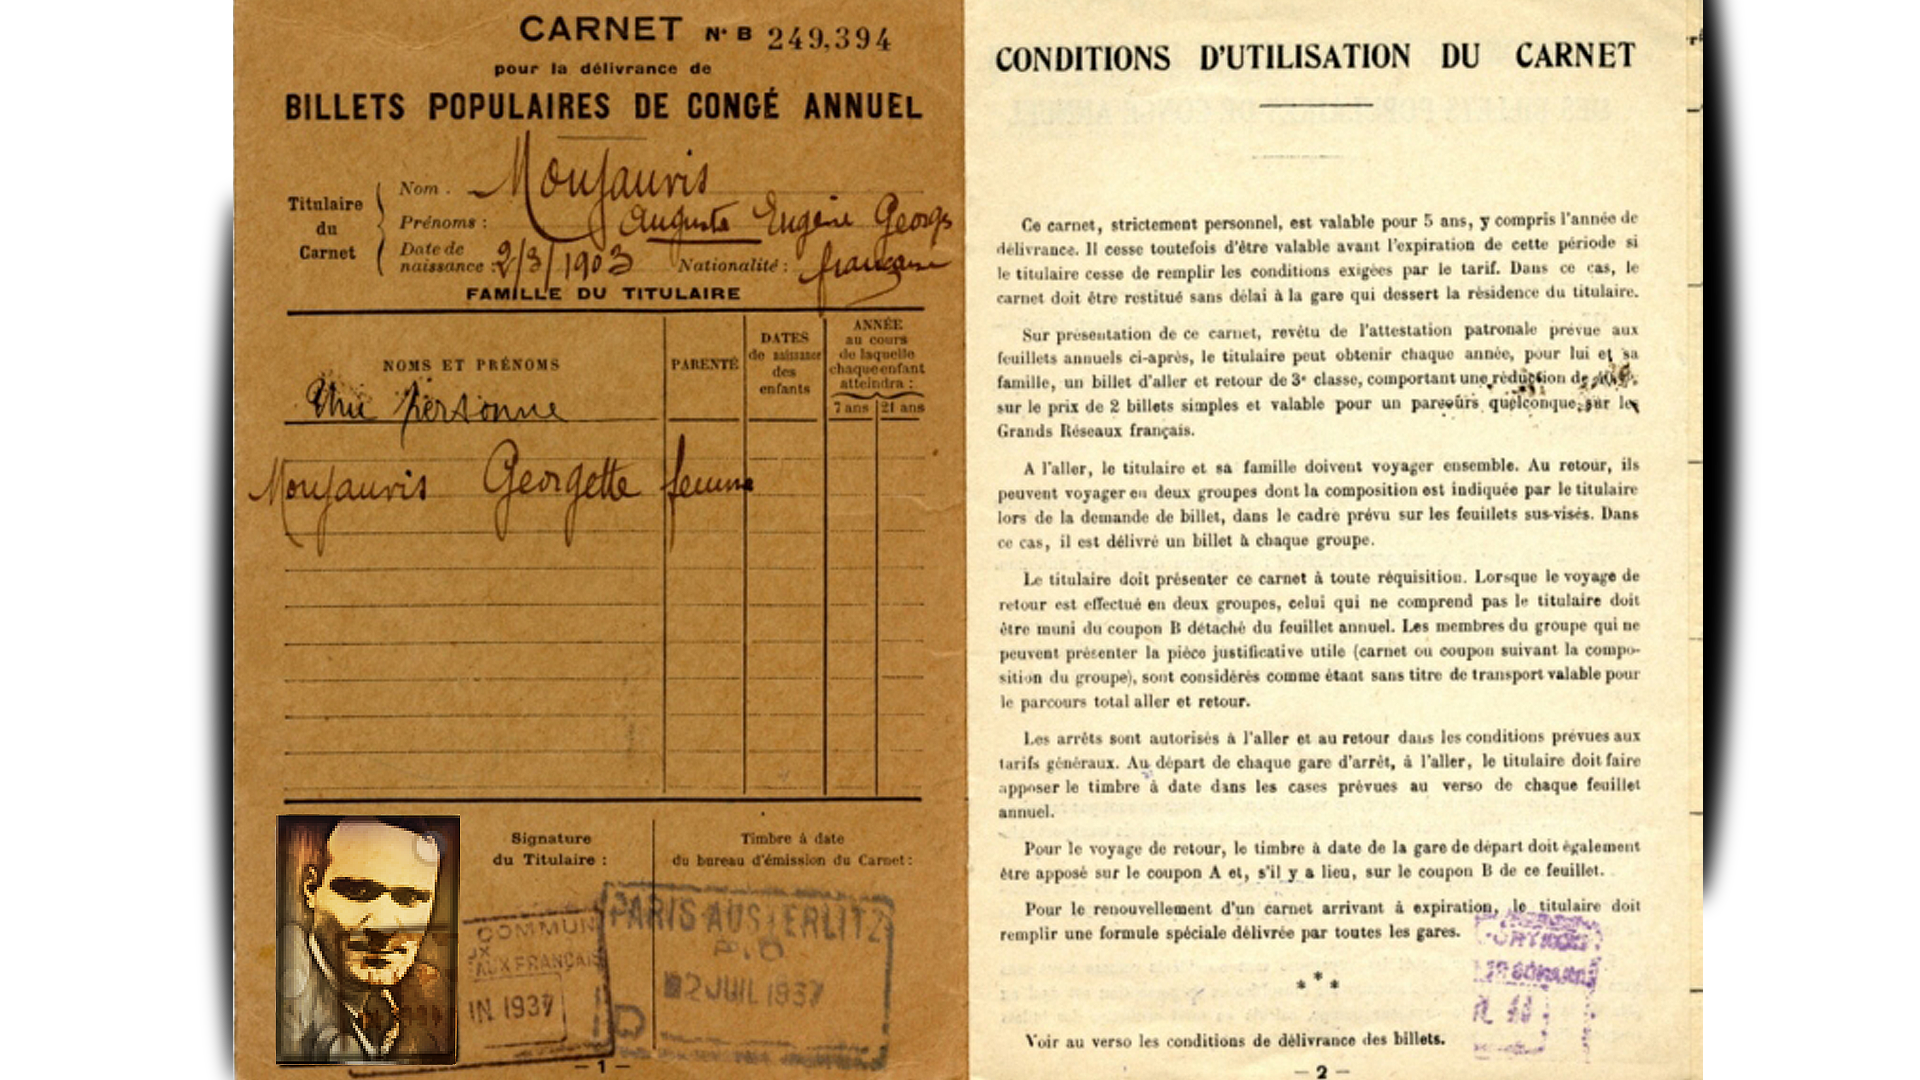 CARNET N° B 249,394
pour la délivrance de
BILLETS POPULAIRES DE CONGÉ ANNUEL
Titulaire du Carnet
Nom. Moujauris
Prénoms : Auguste Eugène Georges
Date de naissance : 2/3/1903 Nationalité : française
FAMILLE DU TITULAIRE
NOMS ET PRÉNOMS
PARENTÉ
DATES de naissance des enfants
ANNÉE au cours de laquelle chaque enfant atteindra :
7 ans 21 ans
Une personne
Moujauris Georgette femme
Signature
du Titulaire :
Timbre à date
du bureau d'émission du Carnet :
COMMUN
UX
AUX FRANÇAIS
IN 1937
PARIS AUSTERLITZ
P.O
2 JUIL 1937
D
— 1 —
CONDITIONS D'UTILISATION DU CARNET
Ce carnet, strictement personnel, est valable pour 5 ans, y compris l'année de
délivrance. Il cesse toutefois d'être valable avant l'expiration de cette période si
le titulaire cesse de remplir les conditions exigées par le tarif. Dans ce cas, le
carnet doit être restitué sans délai à la gare qui dessert la résidence du titulaire.
Sur présentation de ce carnet, revêtu de l'attestation patronale prévue aux
feuillets annuels ci-après, le titulaire peut obtenir chaque année, pour lui et sa
famille, un billet d'aller et retour de 3e classe, comportant une réduction de
sur le prix de 2 billets simples et valable pour un parcours quelconque sur les
Grands Réseaux français.
A l'aller, le titulaire et sa famille doivent voyager ensemble. Au retour, ils
peuvent voyager en deux groupes dont la composition est indiquée par le titulaire
lors de la demande de billet, dans le cadre prévu sur les feuillets sus-visés. Dans
ce cas, il est délivré un billet à chaque groupe.
Le titulaire doit présenter ce carnet à toute réquisition. Lorsque le voyage de
retour est effectué en deux groupes, celui qui ne comprend pas le titulaire doit
être muni du coupon B détaché du feuillet annuel. Les membres du groupe qui ne
peuvent présenter la pièce justificative utile (carnet ou coupon suivant la compo-
sition du groupe), sont considérés comme étant sans titre de transport valable pour
le parcours total aller et retour.
Les arrêts sont autorisés à l'aller et au retour dans les conditions prévues aux
tarifs généraux. Au départ de chaque gare d'arrêt, à l'aller, le titulaire doit faire
apposer le timbre à date dans les cases prévues au verso de chaque feuillet
annuel.
Pour le voyage de retour, le timbre à date de la gare de départ doit également
être apposé sur le coupon A et, s'il y a lieu, sur le coupon B de ce feuillet.
Pour le renouvellement d'un carnet arrivant à expiration, le titulaire doit
remplir une formule spéciale délivrée par toutes les gares.
* * *
Voir au verso les conditions de délivrance des billets.
— 2 —